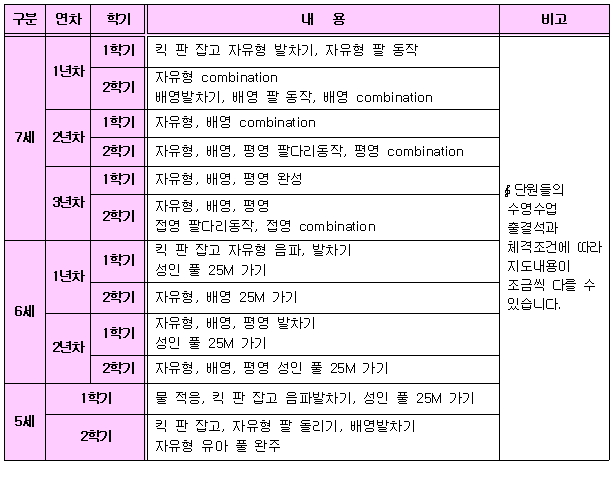 구분 연차 학기 내 용 비고
7세
1년차
1학기 킥 판 잡고 자유형 발차기, 자유형 팔 동작
2학기 자유형 combination
배영발차기, 배영 팔 동작, 배영 combination
2년차
1학기 자유형, 배영 combination
2학기 자유형, 배영, 평영 팔다리동작, 평영 combination
3년차
1학기 자유형, 배영, 평영 완성
2학기 자유형, 배영, 평영
접영 팔다리동작, 접영 combination
6세
1년차
1학기 킥 판 잡고 자유형 음파, 발차기
성인 풀 25M 가기
2학기 자유형, 배영 25M 가기
2년차
1학기 자유형, 배영, 평영 발차기
성인 풀 25M 가기
2학기 자유형, 배영, 평영 성인 풀 25M 가기
5세
1학기 물 적응, 킥 판 잡고 음파발차기, 성인 풀 25M 가기
2학기 킥 판 잡고, 자유형 팔 돌리기, 배영발차기
자유형 유아 풀 완주
∮단원들의
수영수업
출결석과
체격조건에 따라
지도내용이
조금씩 다를 수
있습니다.